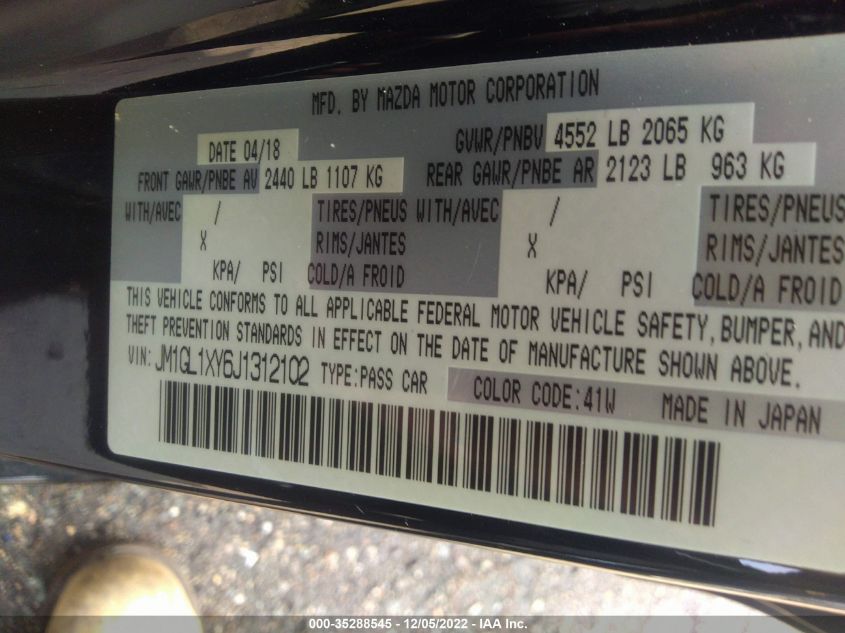 MFD. BY MAZDA MOTOR CORPORATION
DATE 04/18 GVWR/PNBV 4552 LB 2065 KG
FRONT GAWR/PNBE AV 2440 LB 1107 KG REAR GAWR/PNBE AR 2123 LB 963 KG
WITH/AVEC / TIRES/PNEUS WITH/AVEC / TIRES/PNEUS
X RIMS/JANTES X RIMS/JANTES
KPA/ PSI COLD/A FROID KPA/ PSI COLD/A FROID
THIS VEHICLE CONFORMS TO ALL APPLICABLE FEDERAL MOTOR VEHICLE SAFETY, BUMPER, AND
THEFT PREVENTION STANDARDS IN EFFECT ON THE DATE OF MANUFACTURE SHOWN ABOVE.
VIN: JM1GL1XY6J1312102 TYPE:PASS CAR COLOR CODE:41W MADE IN JAPAN
000-35288545 - 12/05/2022 - IAA Inc.